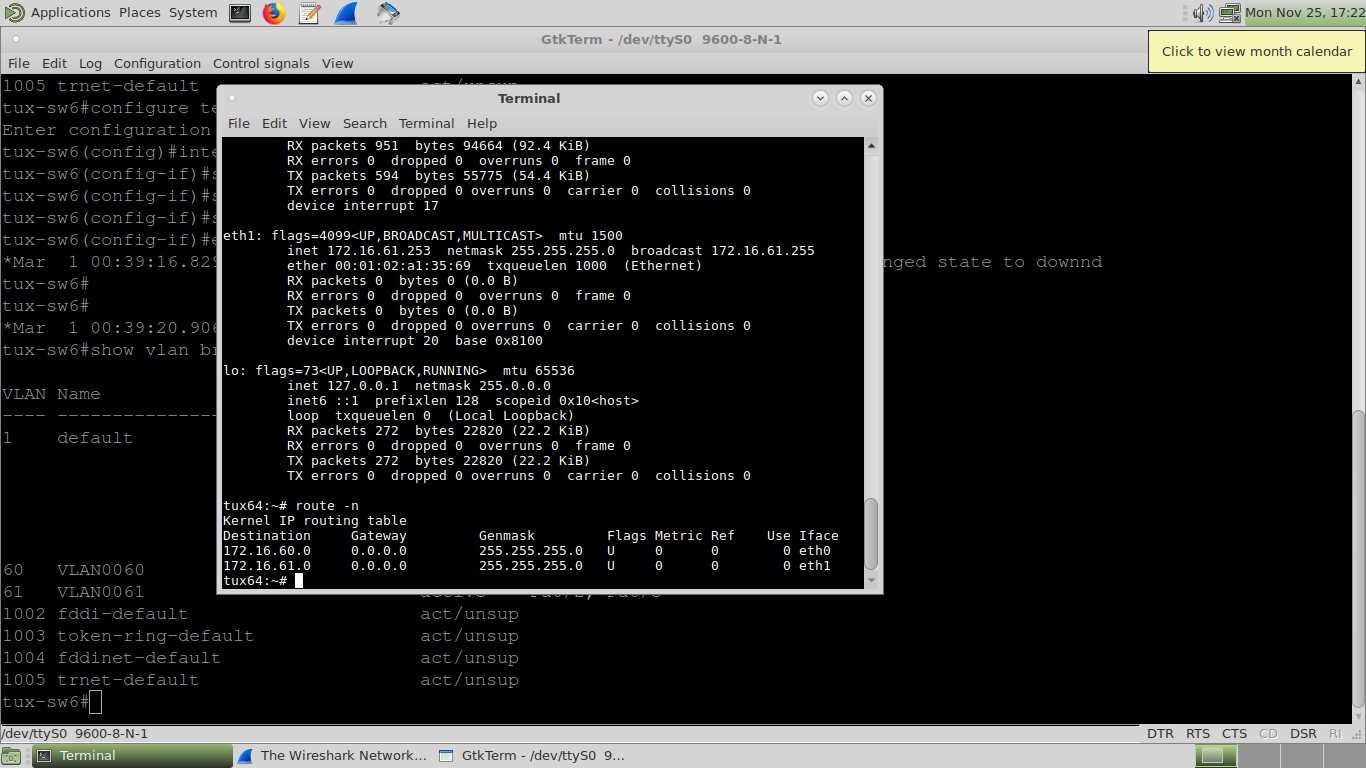 Applications Places System
Mon Nov 25, 17:22
GtkTerm - /dev/ttyS0 9600-8-N-1
Click to view month calendar
File Edit Log Configuration Control signals View
1005 trnet-default act/unsup
tux-sw6#configure te
Enter configuration
tux-sw6(config)#inte
tux-sw6(config-if)#s
tux-sw6(config-if)#s
tux-sw6(config-if)#s
tux-sw6(config-if)#e
*Mar  1 00:39:16.829 nged state to downnd
tux-sw6#
tux-sw6#
*Mar  1 00:39:20.906
tux-sw6#show vlan br
VLAN Name
---- ----------------
1    default
60   VLAN0060
61   VLAN0061
1002 fddi-default act/unsup
1003 token-ring-default act/unsup
1004 fddinet-default act/unsup
1005 trnet-default act/unsup
tux-sw6#
Terminal
File Edit View Search Terminal Help
RX packets 951  bytes 94664 (92.4 KiB)
RX errors 0  dropped 0  overruns 0  frame 0
TX packets 594  bytes 55775 (54.4 KiB)
TX errors 0  dropped 0 overruns 0  carrier 0  collisions 0
device interrupt 17
eth1: flags=4099<UP,BROADCAST,MULTICAST>  mtu 1500
inet 172.16.61.253  netmask 255.255.255.0  broadcast 172.16.61.255
ether 00:01:02:a1:35:69  txqueuelen 1000  (Ethernet)
RX packets 0  bytes 0 (0.0 B)
RX errors 0  dropped 0  overruns 0  frame 0
TX packets 0  bytes 0 (0.0 B)
TX errors 0  dropped 0 overruns 0  carrier 0  collisions 0
device interrupt 20  base 0x8100
lo: flags=73<UP,LOOPBACK,RUNNING>  mtu 65536
inet 127.0.0.1  netmask 255.0.0.0
inet6 ::1  prefixlen 128  scopeid 0x10<host>
loop  txqueuelen 0  (Local Loopback)
RX packets 272  bytes 22820 (22.2 KiB)
RX errors 0  dropped 0  overruns 0  frame 0
TX packets 272  bytes 22820 (22.2 KiB)
TX errors 0  dropped 0 overruns 0  carrier 0  collisions 0
tux64:~# route -n
Kernel IP routing table
Destination     Gateway         Genmask         Flags Metric Ref    Use Iface
172.16.60.0     0.0.0.0         255.255.255.0   U     0      0        0 eth0
172.16.61.0     0.0.0.0         255.255.255.0   U     0      0        0 eth1
tux64:~#
/dev/ttyS0 9600-8-N-1
DTR RTS CTS CD DSR RI
Terminal
The Wireshark Network...
GtkTerm - /dev/ttyS0 9...